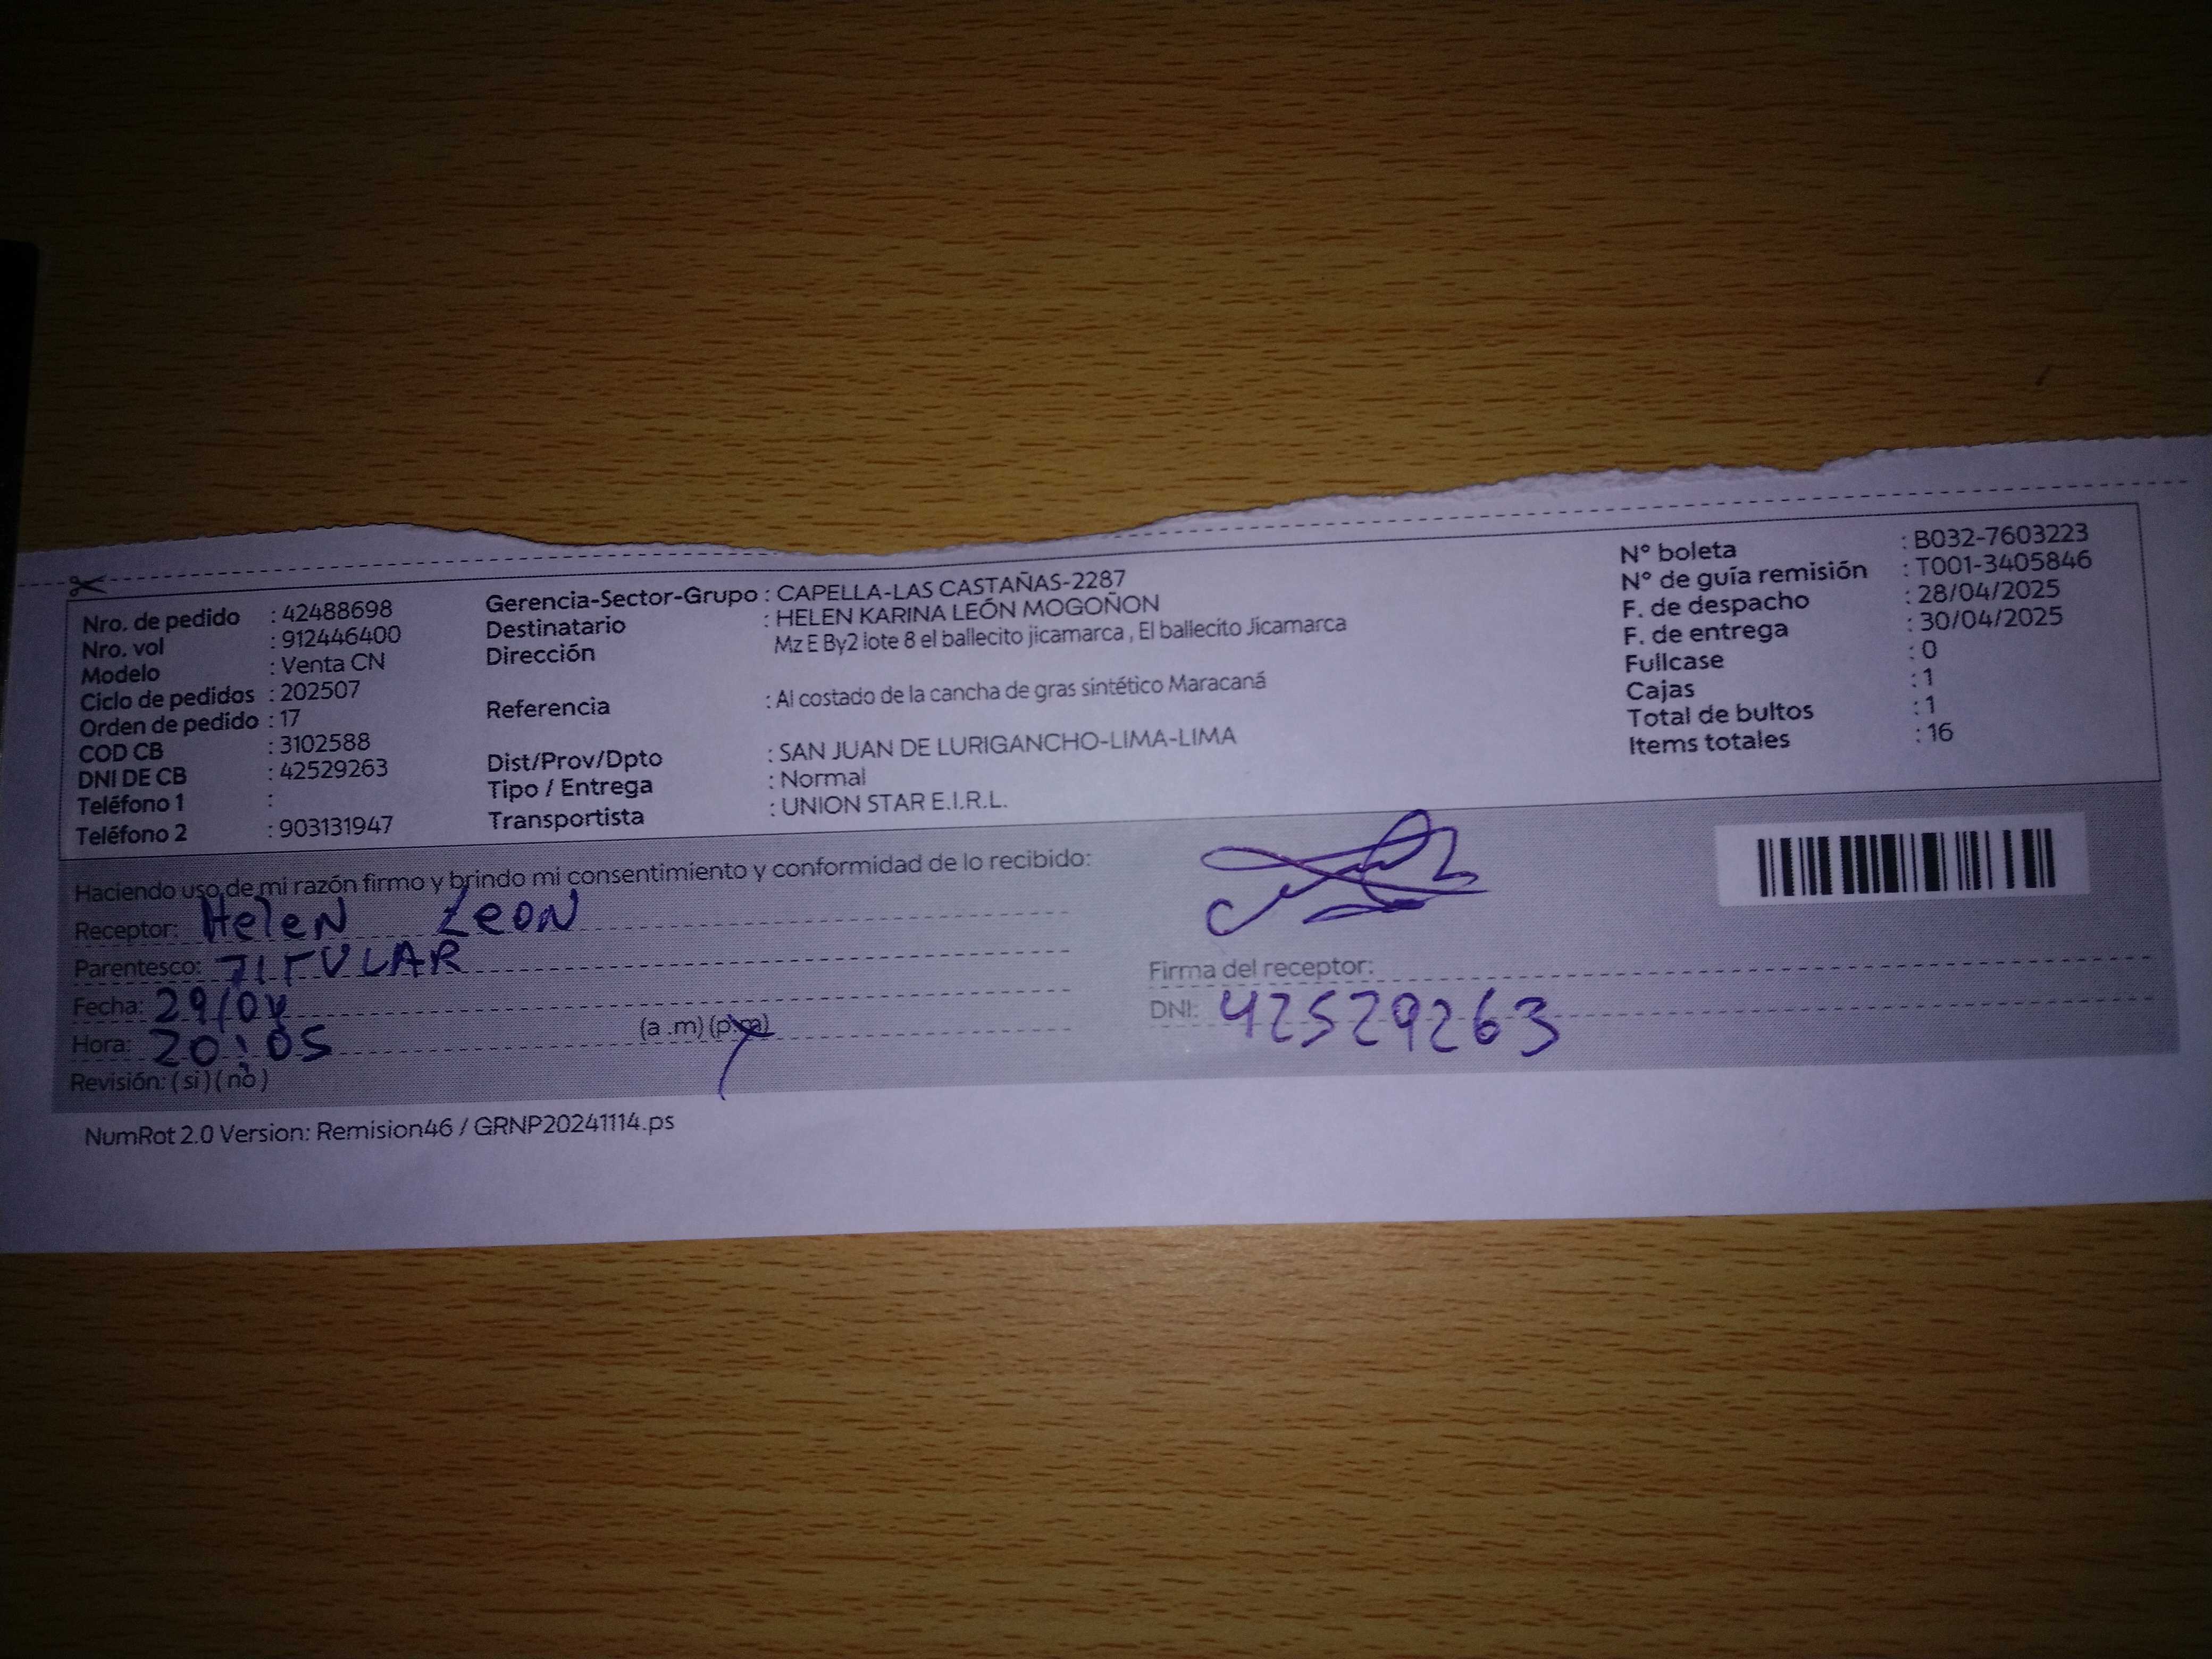 Nro. de pedido : 42488698
Nro. vol : 912446400
Modelo : Venta CN
Ciclo de pedidos : 202507
Orden de pedido : 17
COD CB : 3102588
DNI DE CB : 42529263
Teléfono 1 :
Teléfono 2 : 903131947
Gerencia-Sector-Grupo : CAPELLA-LAS CASTAÑAS-2287
Destinatario : HELEN KARINA LEÓN MOGOÑON
Dirección Mz E By2 lote 8 el ballecito jicamarca , El ballecito Jicamarca
Referencia : Al costado de la cancha de gras sintético Maracaná
Dist/Prov/Dpto : SAN JUAN DE LURIGANCHO-LIMA-LIMA
Tipo / Entrega : Normal
Transportista : UNION STAR E.I.R.L.
N° boleta : B032-7603223
N° de guía remisión : T001-3405846
F. de despacho : 28/04/2025
F. de entrega : 30/04/2025
Fullcase : 0
Cajas : 1
Total de bultos : 1
Items totales : 16
Haciendo uso de mi razón firmo y brindo mi consentimiento y conformidad de lo recibido:
Receptor: Helen Leon
Parentesco: TITULAR
Fecha: 29/04
Hora: 20:05 (a .m) (p.m)
Revisión: (si) (no)
Firma del receptor:
DNI: 42529263
NumRot 2.0 Version: Remision46 / GRNP20241114.ps